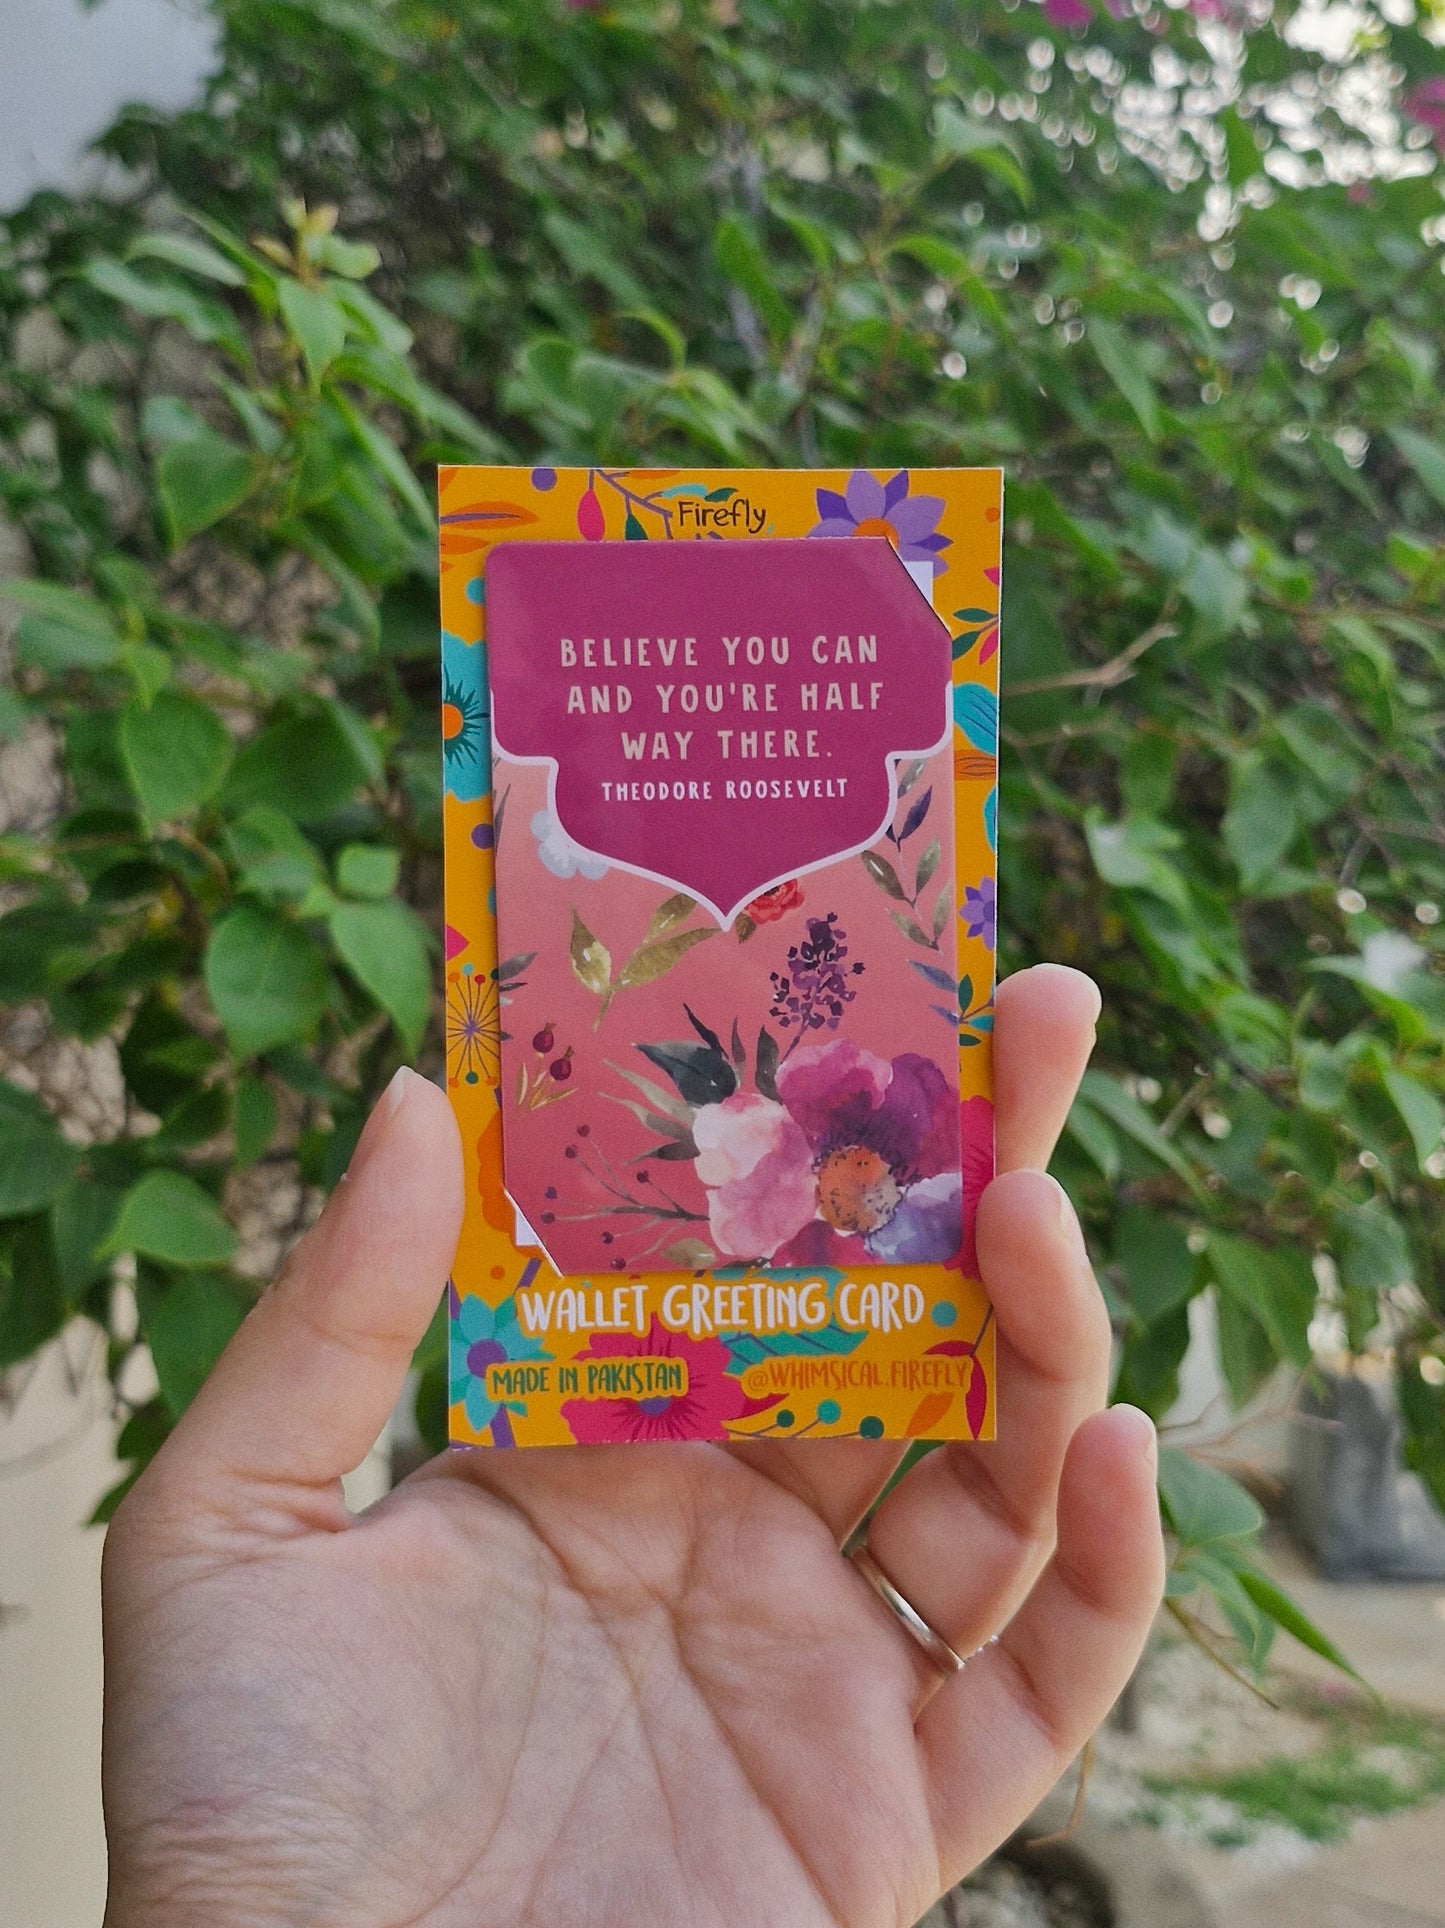 Firefly
BELIEVE YOU CAN
AND YOU'RE HALF
WAY THERE.
THEODORE ROOSEVELT
WALLET GREETING CARD
MADE IN PAKISTAN
@WHIMSICAL.FIREFLY